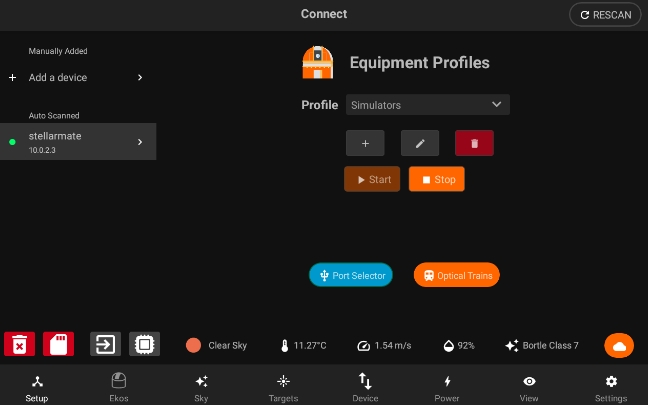 Connect
RESCAN
Manually Added
Add a device
Auto Scanned
stellarmate
10.0.2.3
Equipment Profiles
Profile
Simulators
Start
Stop
Port Selector
Optical Trains
Clear Sky
11.27°C
1.54 m/s
92%
Bortle Class 7
Setup
Ekos
Sky
Targets
Device
Power
View
Settings